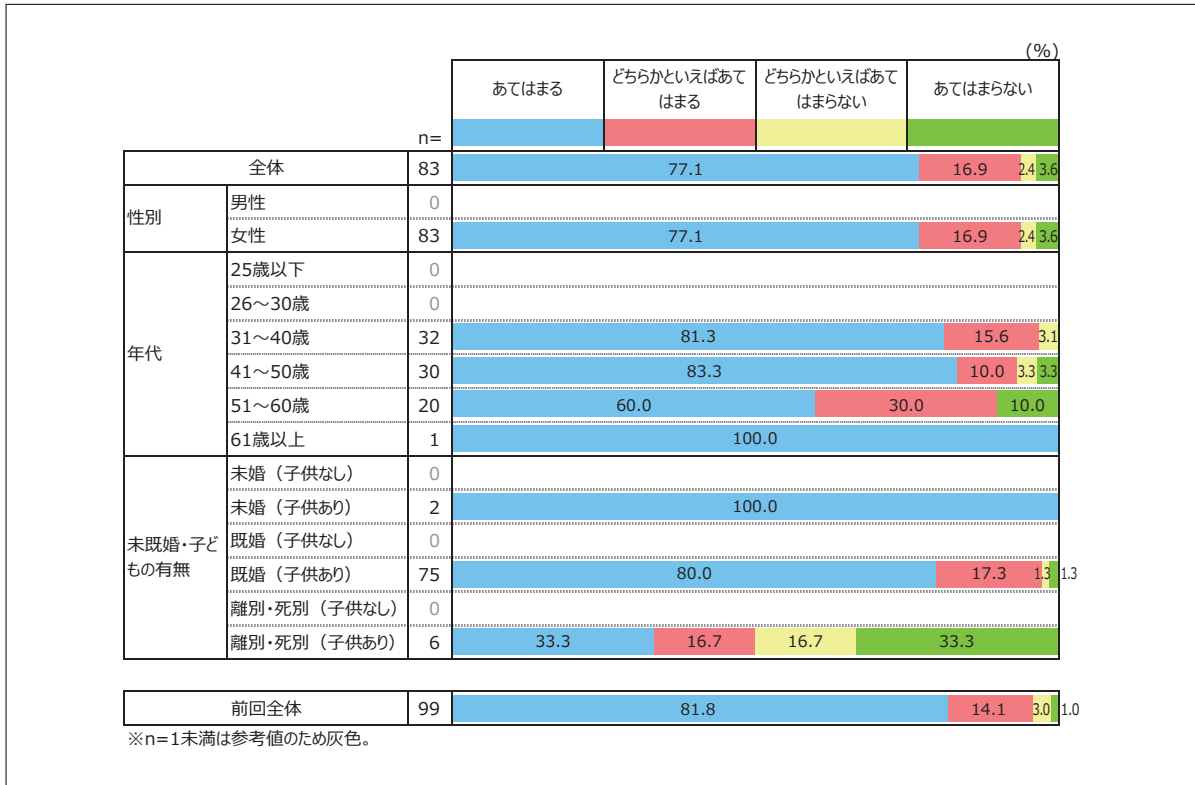 (%)
あてはまる
どちらかといえばあて
はまる
どちらかといえばあて
はまらない
あてはまらない
n=
全体 83 77.1 16.9 2.4 3.6
性別
男性 0
女性 83 77.1 16.9 2.4 3.6
年代
25歳以下 0
26～30歳 0
31～40歳 32 81.3 15.6 3.1
41～50歳 30 83.3 10.0 3.3 3.3
51～60歳 20 60.0 30.0 10.0
61歳以上 1 100.0
未既婚・子ど
もの有無
未婚（子供なし） 0
未婚（子供あり） 2 100.0
既婚（子供なし） 0
既婚（子供あり） 75 80.0 17.3 1.3 1.3
離別・死別（子供なし） 0
離別・死別（子供あり） 6 33.3 16.7 16.7 33.3
前回全体 99 81.8 14.1 3.0 1.0
※n=1未満は参考値のため灰色。